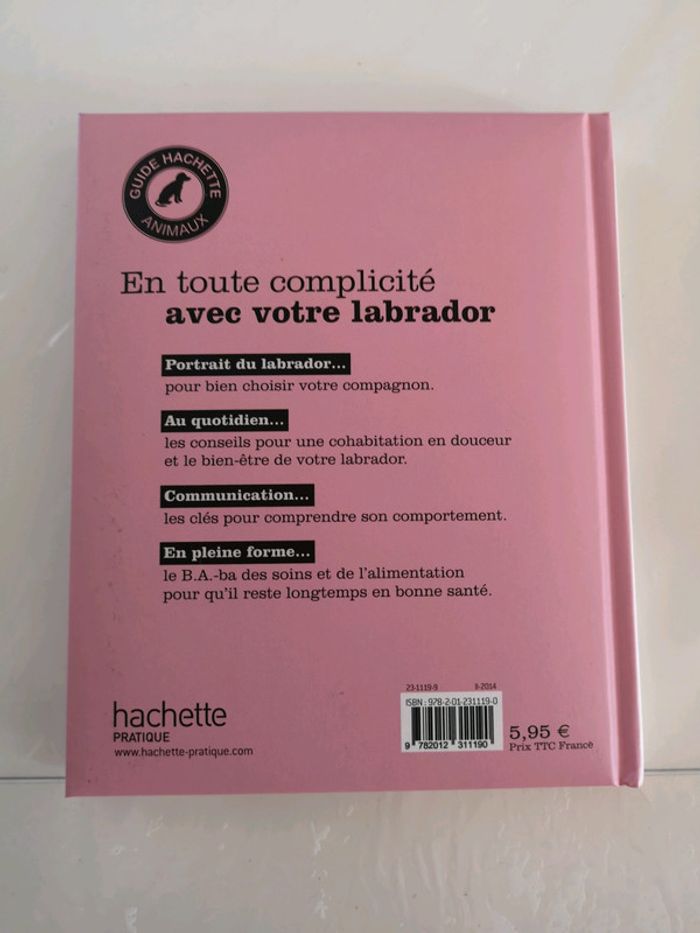 GUIDE HACHETTE
ANIMAUX
En toute complicité
avec votre labrador
Portrait du labrador...
pour bien choisir votre compagnon.
Au quotidien...
les conseils pour une cohabitation en douceur
et le bien-être de votre labrador.
Communication...
les clés pour comprendre son comportement.
En pleine forme...
le B.A.-ba des soins et de l'alimentation
pour qu'il reste longtemps en bonne santé.
hachette
PRATIQUE
www.hachette-pratique.com
23-1119-9 II-2014
ISBN : 978-2-01-231119-0
9 782012 311190
5,95 €
Prix TTC France